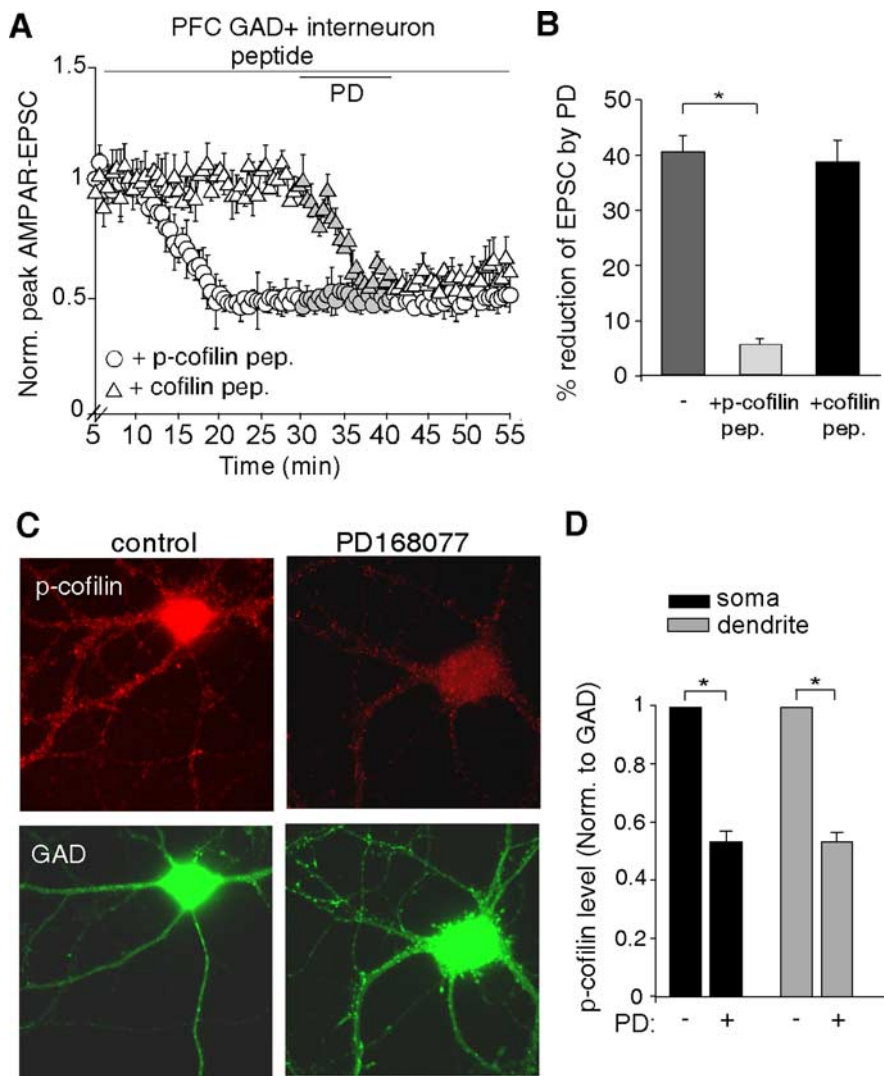 A
PFC GAD+ interneuron
peptide
PD
Norm. peak AMPAR-EPSC
1.5
1
0.5
0
+ p-cofilin pep.
+ cofilin pep.
5 10 15 20 25 30 35 40 45 50 55
Time (min)
B
% reduction of EPSC by PD
50
40
30
20
10
0
*
- +p-cofilin +cofilin
pep. pep.
C
control PD168077
p-cofilin
GAD
D
soma
dendrite
p-cofilin level (Norm. to GAD)
1
0.8
0.6
0.4
0.2
0
* *
PD: - + - +